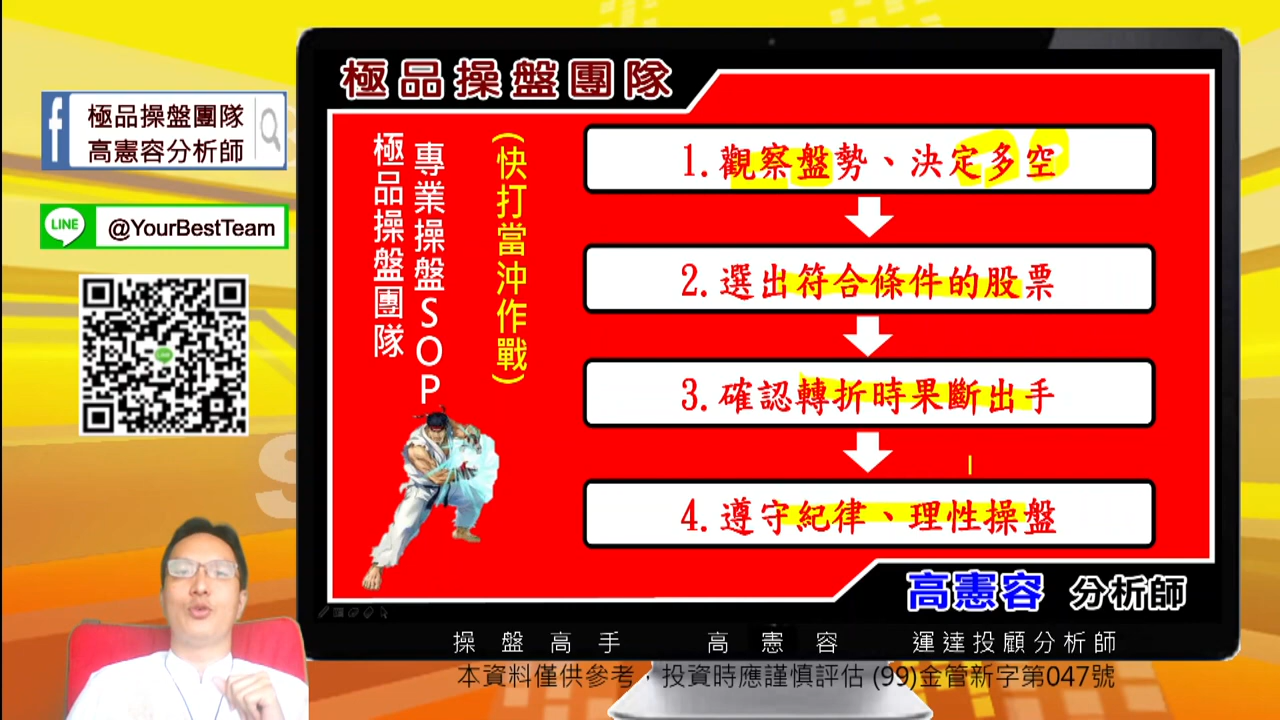 極品操盤團隊
高憲容分析師
LINE
@YourBestTeam
極品操盤團隊
極品操盤團隊
專業操盤SOP
(快打當沖作戰)
1.觀察盤勢、決定多空
2.選出符合條件的股票
3.確認轉折時果斷出手
4.遵守紀律、理性操盤
高憲容 分析師
操盤高手 高憲容 運達投顧分析師
本資料僅供參考，投資時應謹慎評估 (99)金管新字第047號